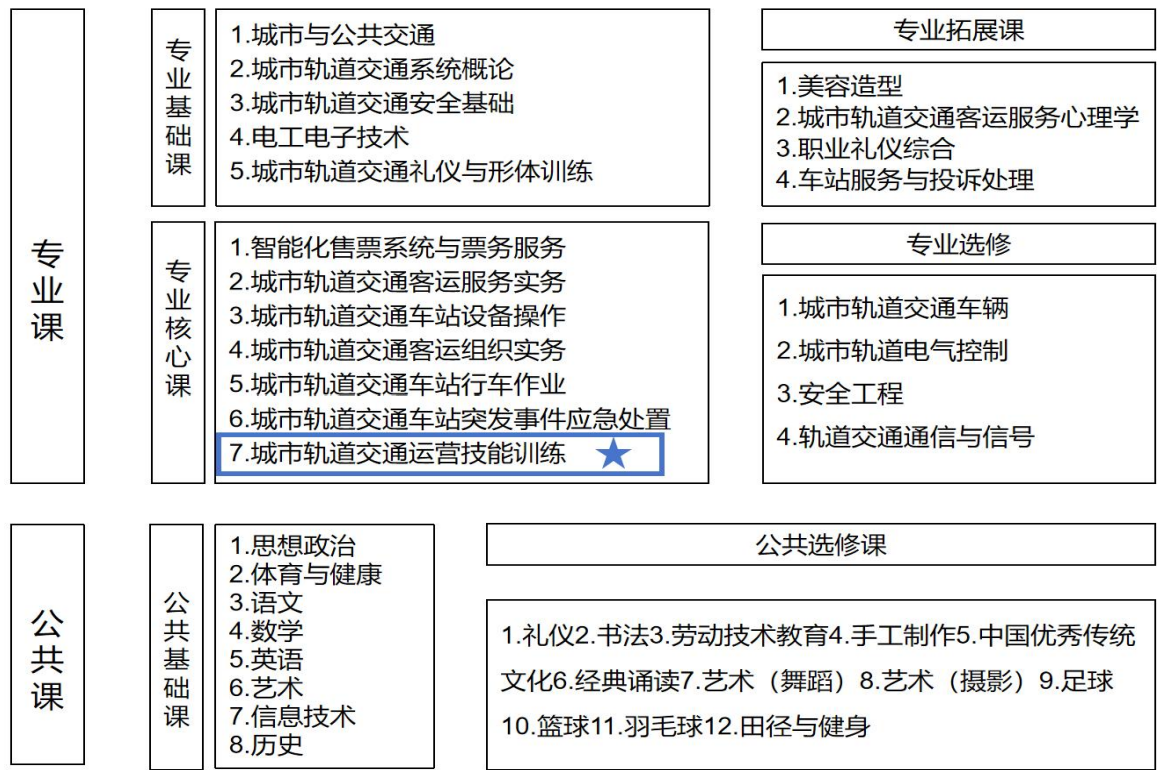 专业课
专业基础课
1.城市与公共交通
2.城市轨道交通系统概论
3.城市轨道交通安全基础
4.电工电子技术
5.城市轨道交通礼仪与形体训练
专业拓展课
1.美容造型
2.城市轨道交通客运服务心理学
3.职业礼仪综合
4.车站服务与投诉处理
专业核心课
1.智能化售票系统与票务服务
2.城市轨道交通客运服务实务
3.城市轨道交通车站设备操作
4.城市轨道交通客运组织实务
5.城市轨道交通车站行车作业
6.城市轨道交通车站突发事件应急处置
7.城市轨道交通运营技能训练
专业选修
1.城市轨道交通车辆
2.城市轨道电气控制
3.安全工程
4.轨道交通通信与信号
公共课
公共基础课
1.思想政治
2.体育与健康
3.语文
4.数学
5.英语
6.艺术
7.信息技术
8.历史
公共选修课
1.礼仪2.书法3.劳动技术教育4.手工制作5.中国优秀传统
文化6.经典诵读7.艺术（舞蹈）8.艺术（摄影）9.足球
10.篮球11.羽毛球12.田径与健身